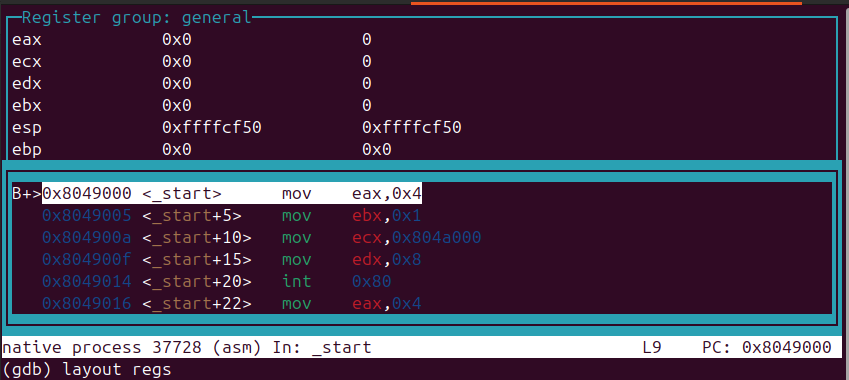 Register group: general
eax 0x0 0
ecx 0x0 0
edx 0x0 0
ebx 0x0 0
esp 0xffffcf50 0xffffcf50
ebp 0x0 0x0
B+>0x8049000 <_start> mov eax,0x4
0x8049005 <_start+5> mov ebx,0x1
0x804900a <_start+10> mov ecx,0x804a000
0x804900f <_start+15> mov edx,0x8
0x8049014 <_start+20> int 0x80
0x8049016 <_start+22> mov eax,0x4
native process 37728 (asm) In: _start L9 PC: 0x8049000
(gdb) layout regs